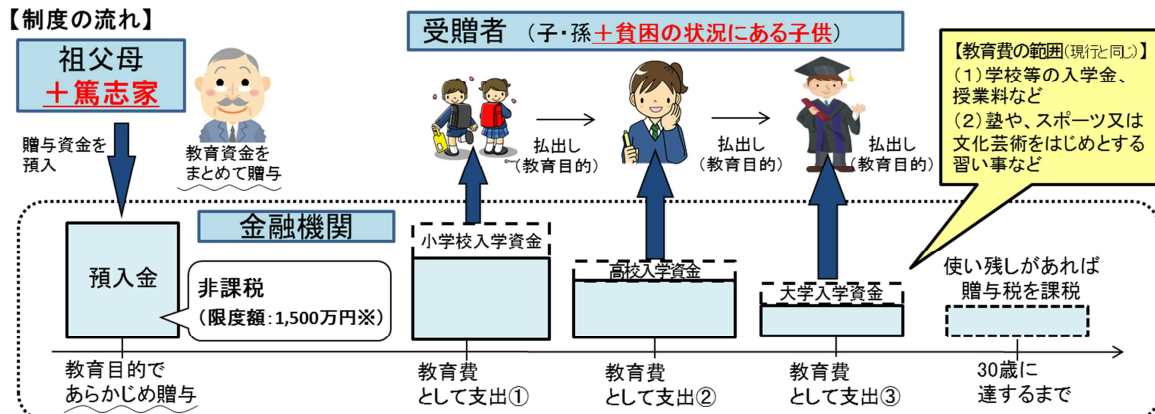 【制度の流れ】
祖父母
＋篤志家
贈与資金を
預入
教育資金を
まとめて贈与
受贈者 （子・孫＋貧困の状況にある子供）
払出し
（教育目的）
払出し
（教育目的）
払出し
（教育目的）
【教育費の範囲(現行と同じ)】
（１）学校等の入学金、
授業料など
（２）塾や、スポーツ又は
文化芸術をはじめとする
習い事など
金融機関
預入金
非課税
（限度額：1,500万円※）
小学校入学資金
高校入学資金
大学入学資金
使い残しがあれば
贈与税を課税
教育目的で
あらかじめ贈与
教育費
として支出①
教育費
として支出②
教育費
として支出③
30歳に
達するまで